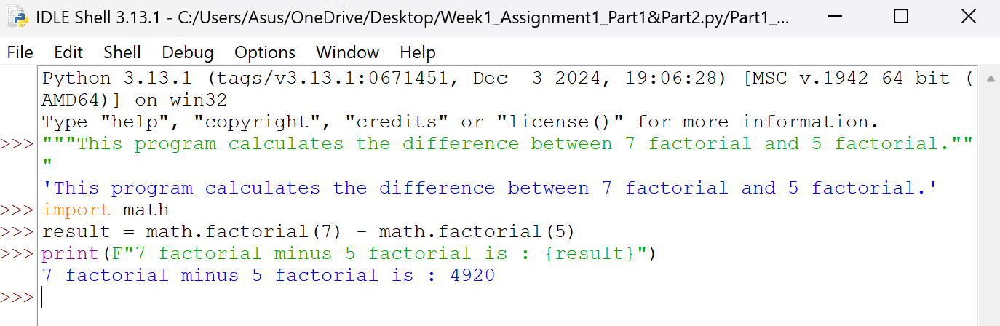 IDLE Shell 3.13.1 - C:/Users/Asus/OneDrive/Desktop/Week1_Assignment1_Part1&Part2.py/Part1_...
File Edit Shell Debug Options Window Help
Python 3.13.1 (tags/v3.13.1:0671451, Dec  3 2024, 19:06:28) [MSC v.1942 64 bit (
AMD64)] on win32
Type "help", "copyright", "credits" or "license()" for more information.
>>> """This program calculates the difference between 7 factorial and 5 factorial.""
"
'This program calculates the difference between 7 factorial and 5 factorial.'
>>> import math
>>> result = math.factorial(7) - math.factorial(5)
>>> print(F"7 factorial minus 5 factorial is : {result}")
7 factorial minus 5 factorial is : 4920
>>>